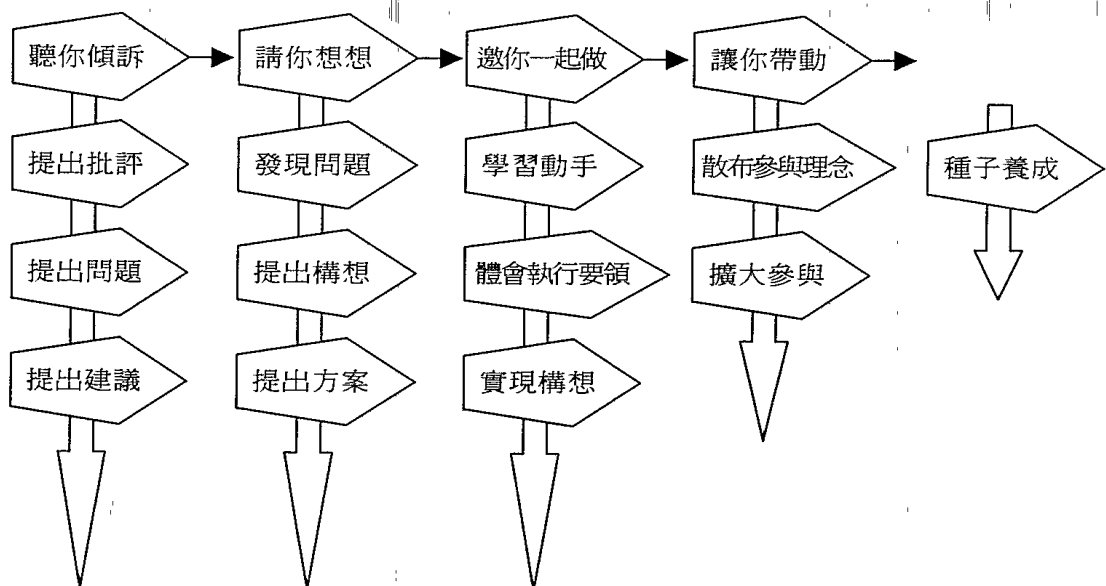 聽你傾訴
提出批評
提出問題
提出建議
請你想想
發現問題
提出構想
提出方案
邀你一起做
學習動手
體會執行要領
實現構想
讓你帶動
散布參與理念
擴大參與
種子養成